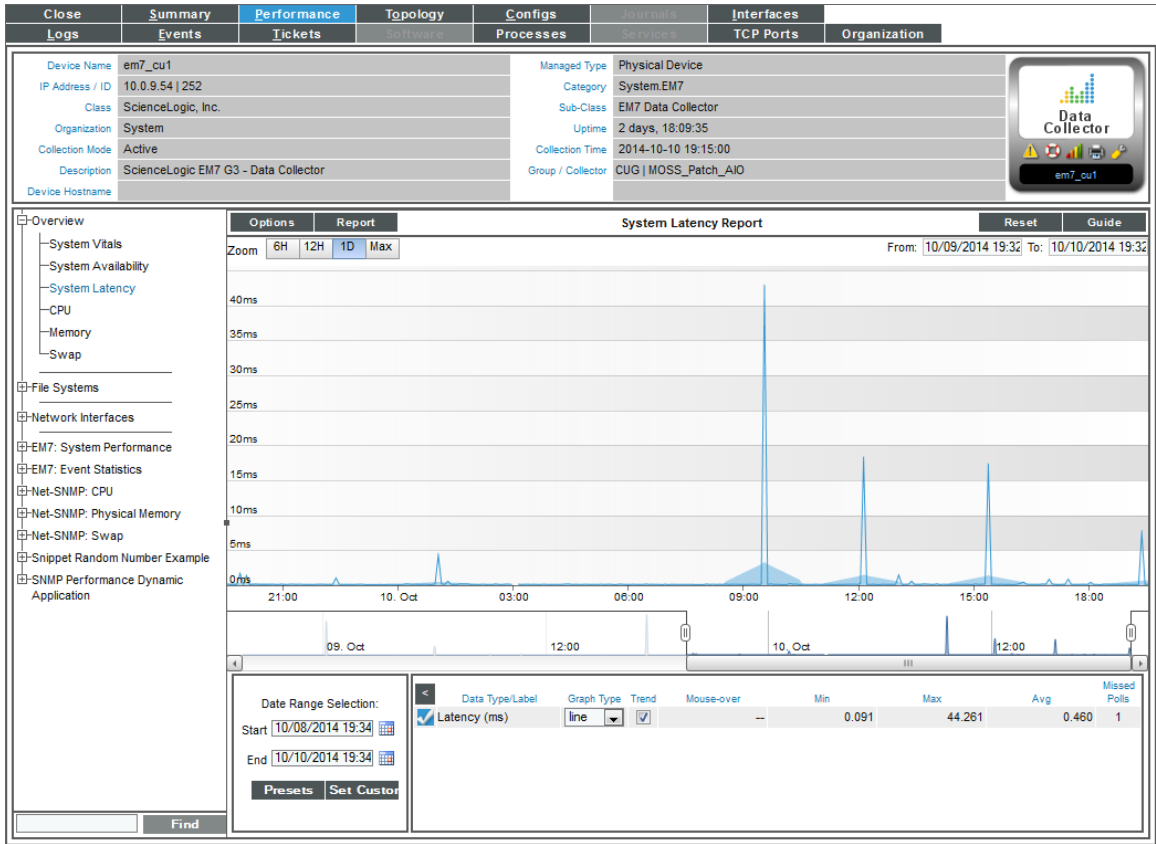 Close Summary Performance Topology Configs Journals Interfaces
Logs Events Tickets Software Processes Services TCP Ports Organization
Device Name em7_cu1 Managed Type Physical Device
IP Address / ID 10.0.9.54 | 252 Category System.EM7
Class ScienceLogic, Inc. Sub-Class EM7 Data Collector
Organization System Uptime 2 days, 18:09:35
Collection Mode Active Collection Time 2014-10-10 19:15:00
Description ScienceLogic EM7 G3 - Data Collector Group / Collector CUG | MOSS_Patch_AIO
Device Hostname
Data
Collector
em7_cu1
Overview
System Vitals
System Availability
System Latency
CPU
Memory
Swap
File Systems
Network Interfaces
EM7: System Performance
EM7: Event Statistics
Net-SNMP: CPU
Net-SNMP: Physical Memory
Net-SNMP: Swap
Snippet Random Number Example
SNMP Performance Dynamic
Application
Find
Options Report System Latency Report Reset Guide
Zoom 6H 12H 1D Max From: 10/09/2014 19:32 To: 10/10/2014 19:32
40ms
35ms
30ms
25ms
20ms
15ms
10ms
5ms
0ms
21:00 10. Oct 03:00 06:00 09:00 12:00 15:00 18:00
09. Oct 12:00 10. Oct 12:00
Date Range Selection:
Start 10/08/2014 19:34
End 10/10/2014 19:34
Presets Set Custor
< Data Type/Label Graph Type Trend Mouse-over Min Max Avg Missed Polls
Latency (ms) line -- 0.091 44.261 0.460 1